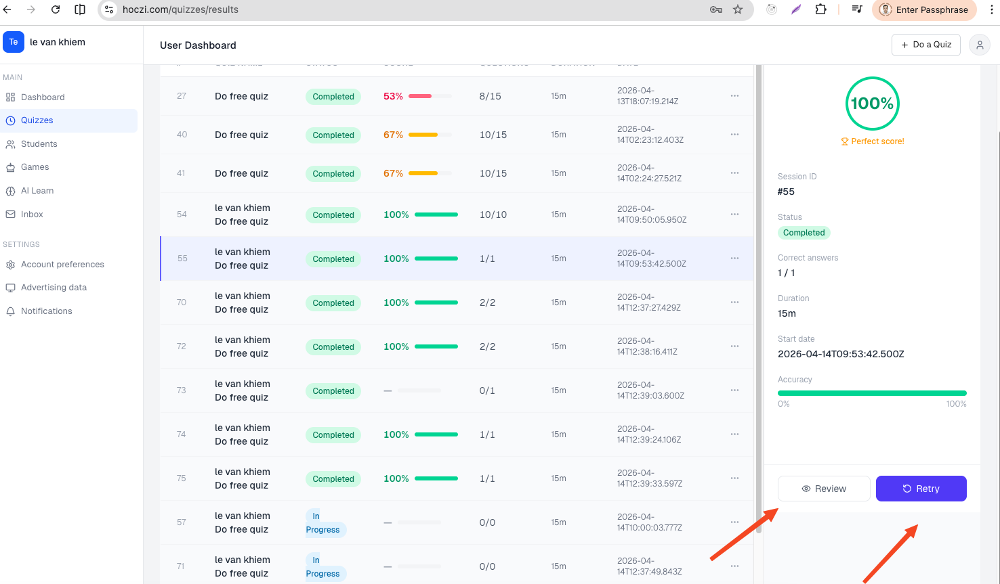 hoczi.com/quizzes/results
Enter Passphrase
Te
le van khiem
User Dashboard
+ Do a Quiz
MAIN
Dashboard
Quizzes
Students
Games
AI Learn
Inbox
SETTINGS
Account preferences
Advertising data
Notifications
27 Do free quiz Completed 53% 8/15 15m 2026-04-
13T18:07:19.214Z
40 Do free quiz Completed 67% 10/15 15m 2026-04-
14T02:23:12.403Z
41 Do free quiz Completed 67% 10/15 15m 2026-04-
14T02:24:27.521Z
54 le van khiem
Do free quiz Completed 100% 10/10 15m 2026-04-
14T09:50:05.950Z
55 le van khiem
Do free quiz Completed 100% 1/1 15m 2026-04-
14T09:53:42.500Z
70 le van khiem
Do free quiz Completed 100% 2/2 15m 2026-04-
14T12:37:27.429Z
72 le van khiem
Do free quiz Completed 100% 2/2 15m 2026-04-
14T12:38:16.411Z
73 le van khiem
Do free quiz Completed — 0/1 15m 2026-04-
14T12:39:03.600Z
74 le van khiem
Do free quiz Completed 100% 1/1 15m 2026-04-
14T12:39:24.106Z
75 le van khiem
Do free quiz Completed 100% 1/1 15m 2026-04-
14T12:39:33.597Z
57 le van khiem
Do free quiz In
Progress — 0/0 15m 2026-04-
14T10:00:03.777Z
71 le van khiem
Do free quiz In
Progress — 0/0 15m 2026-04-
14T12:37:49.843Z
100%
Perfect score!
Session ID
#55
Status
Completed
Correct answers
1 / 1
Duration
15m
Start date
2026-04-14T09:53:42.500Z
Accuracy
0% 100%
Review
Retry